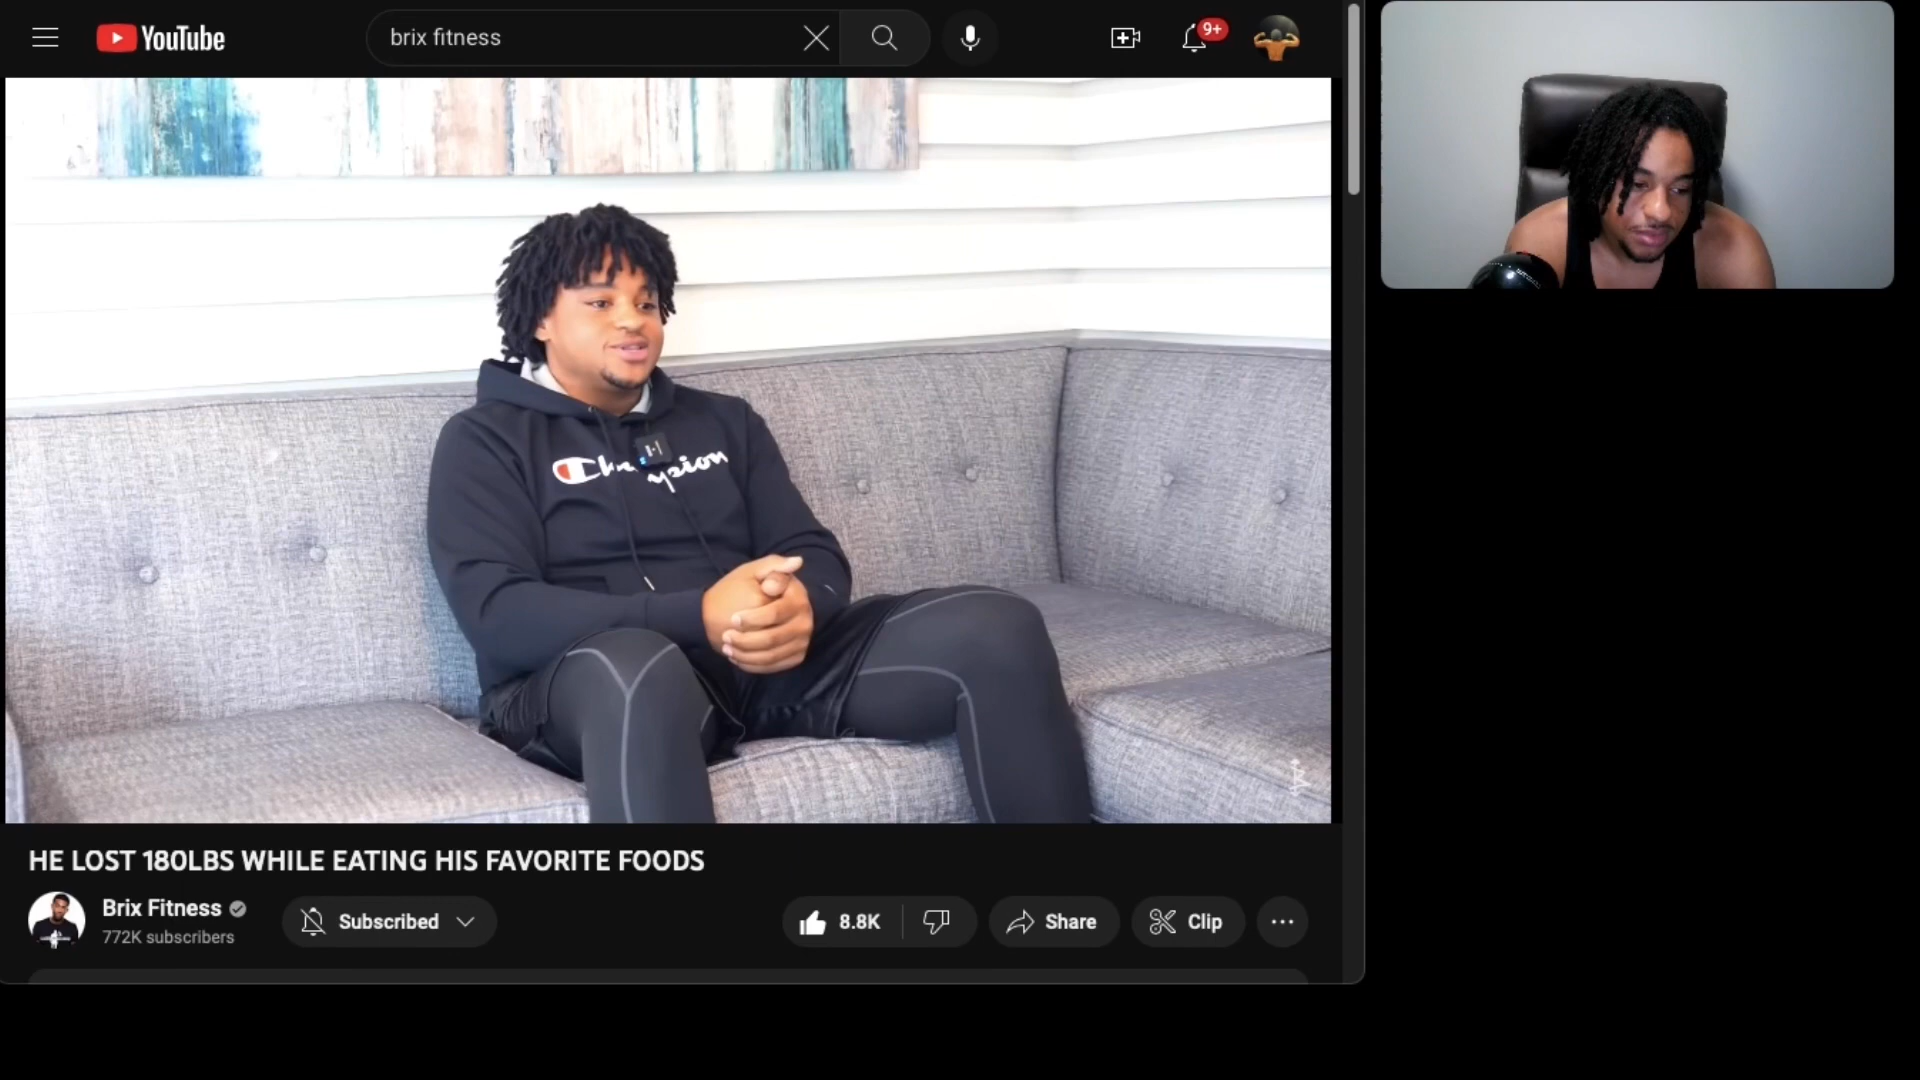 YouTube
brix fitness
9+
Champion
HE LOST 180LBS WHILE EATING HIS FAVORITE FOODS
Brix Fitness
772K subscribers
Subscribed
8.8K
Share
Clip